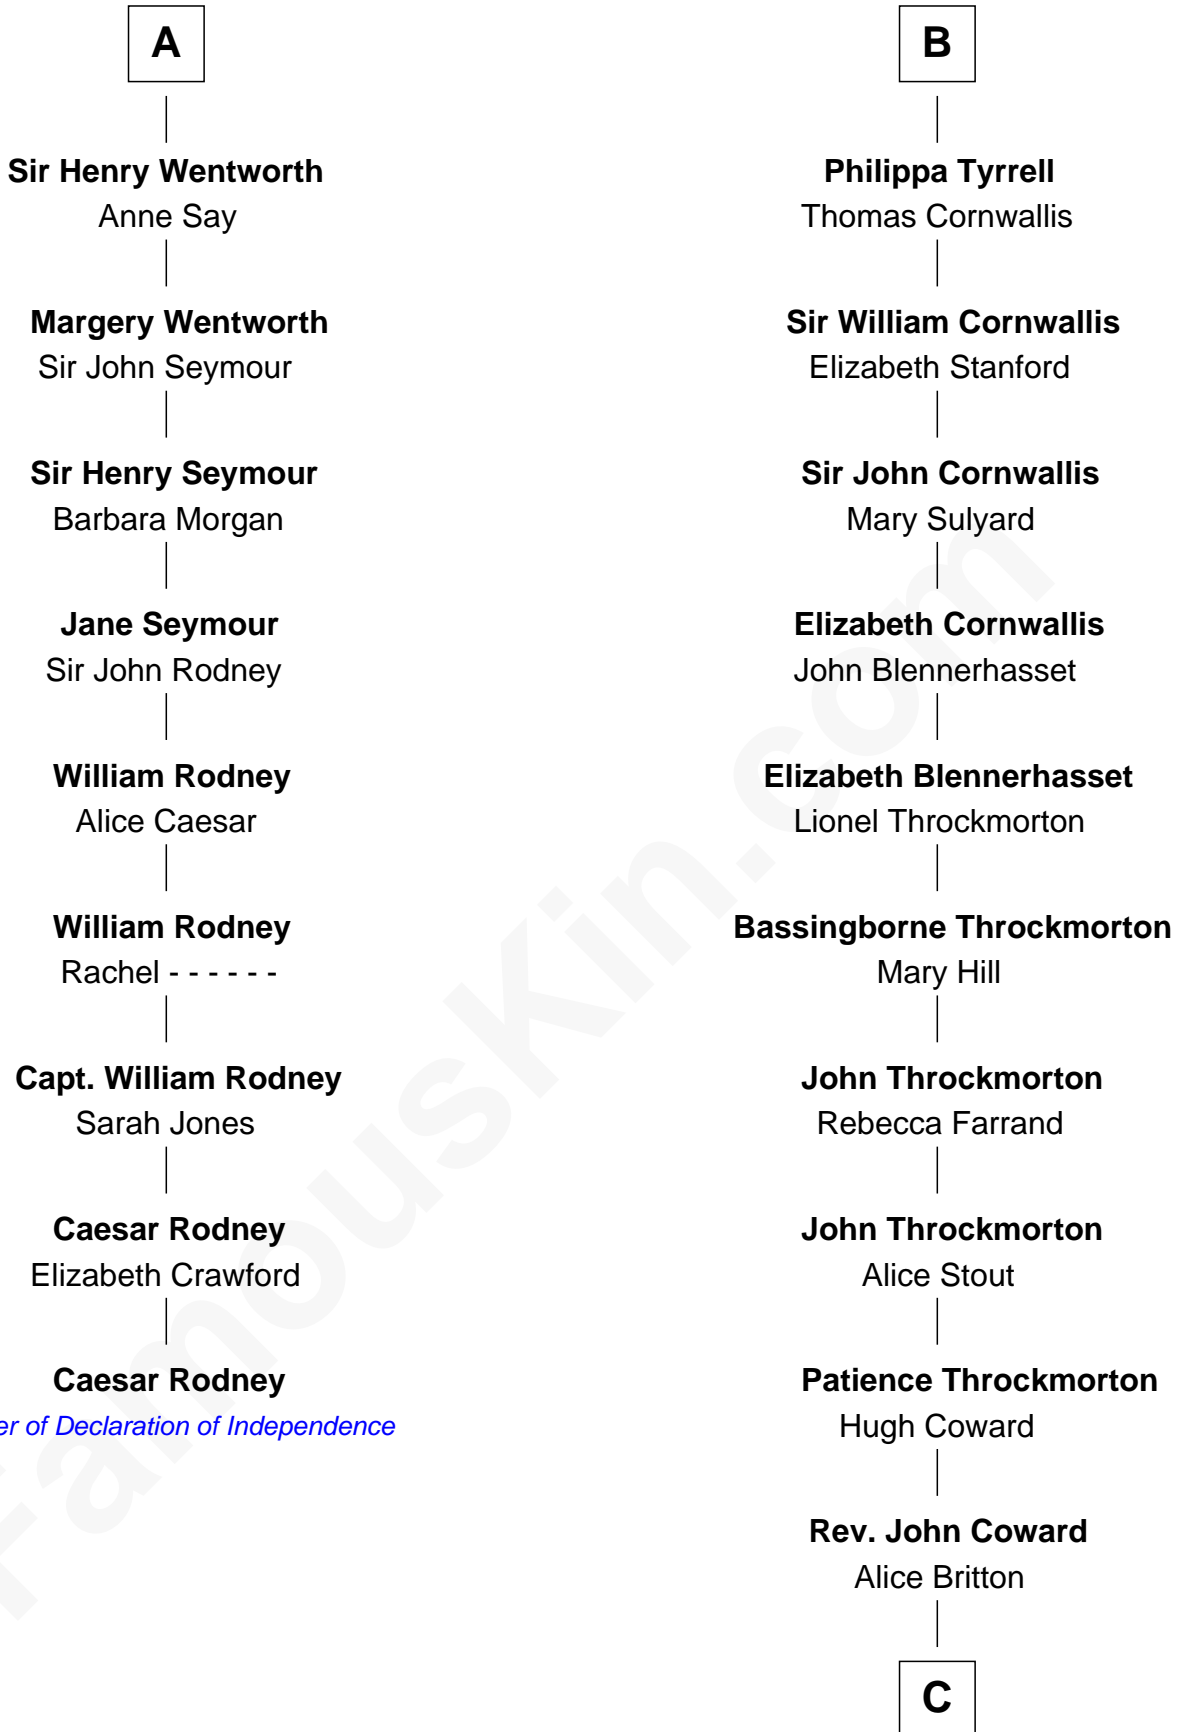 A
Sir Henry Wentworth
Anne Say
Margery Wentworth
Sir John Seymour
Sir Henry Seymour
Barbara Morgan
Jane Seymour
Sir John Rodney
William Rodney
Alice Caesar
William Rodney
Rachel - - - - - -
Capt. William Rodney
Sarah Jones
Caesar Rodney
Elizabeth Crawford
Caesar Rodney
er of Declaration of Independence
B
Philippa Tyrrell
Thomas Cornwallis
Sir William Cornwallis
Elizabeth Stanford
Sir John Cornwallis
Mary Sulyard
Elizabeth Cornwallis
John Blennerhasset
Elizabeth Blennerhasset
Lionel Throckmorton
Bassingborne Throckmorton
Mary Hill
John Throckmorton
Rebecca Farrand
John Throckmorton
Alice Stout
Patience Throckmorton
Hugh Coward
Rev. John Coward
Alice Britton
C
FamousKin.com